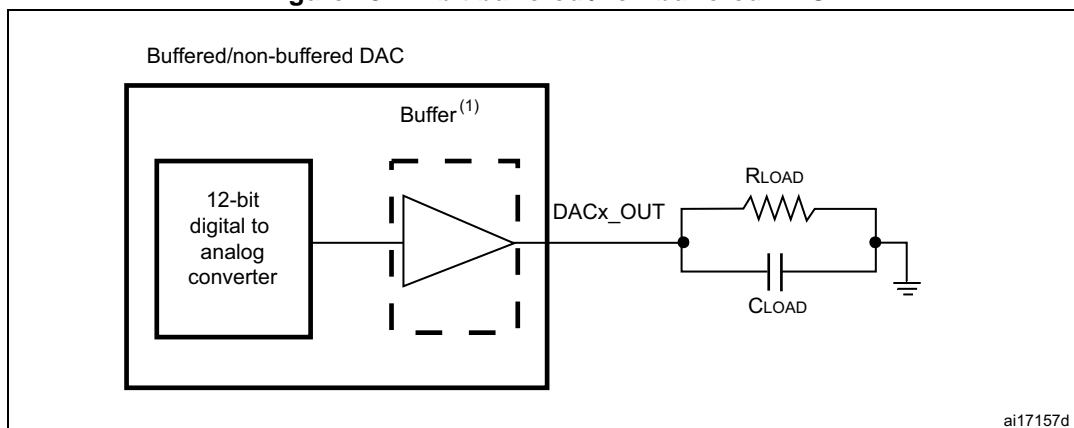 Buffered/non-buffered DAC
Buffer (1)
12-bit
digital to
analog
converter
DACx_OUT
RLOAD
CLOAD
ai17157d